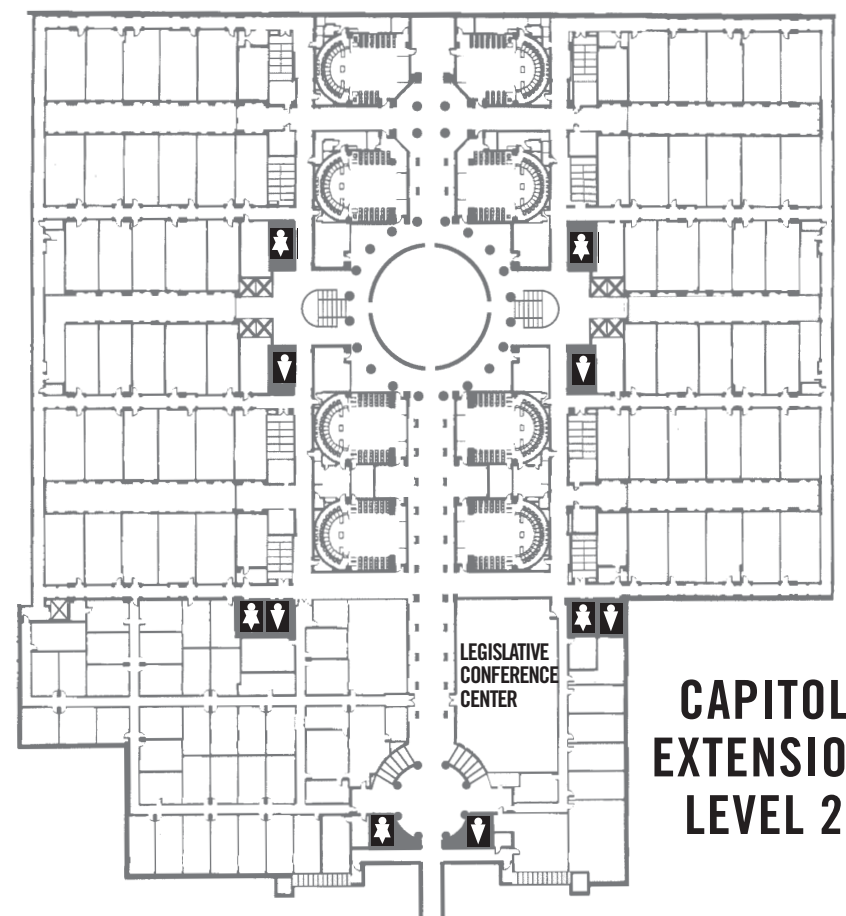 LEGISLATIVE
CONFERENCE
CENTER
CAPITOL
EXTENSIO
LEVEL 2